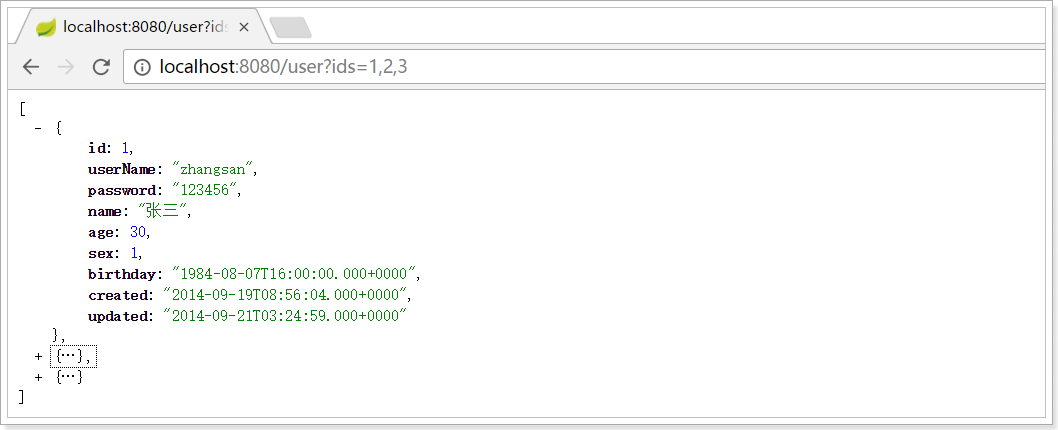 localhost:8080/user?ids
localhost:8080/user?ids=1,2,3
[
- {
id: 1,
userName: "zhangsan",
password: "123456",
name: "张三",
age: 30,
sex: 1,
birthday: "1984-08-07T16:00:00.000+0000",
created: "2014-09-19T08:56:04.000+0000",
updated: "2014-09-21T03:24:59.000+0000"
},
+ {…},
+ {…}
]